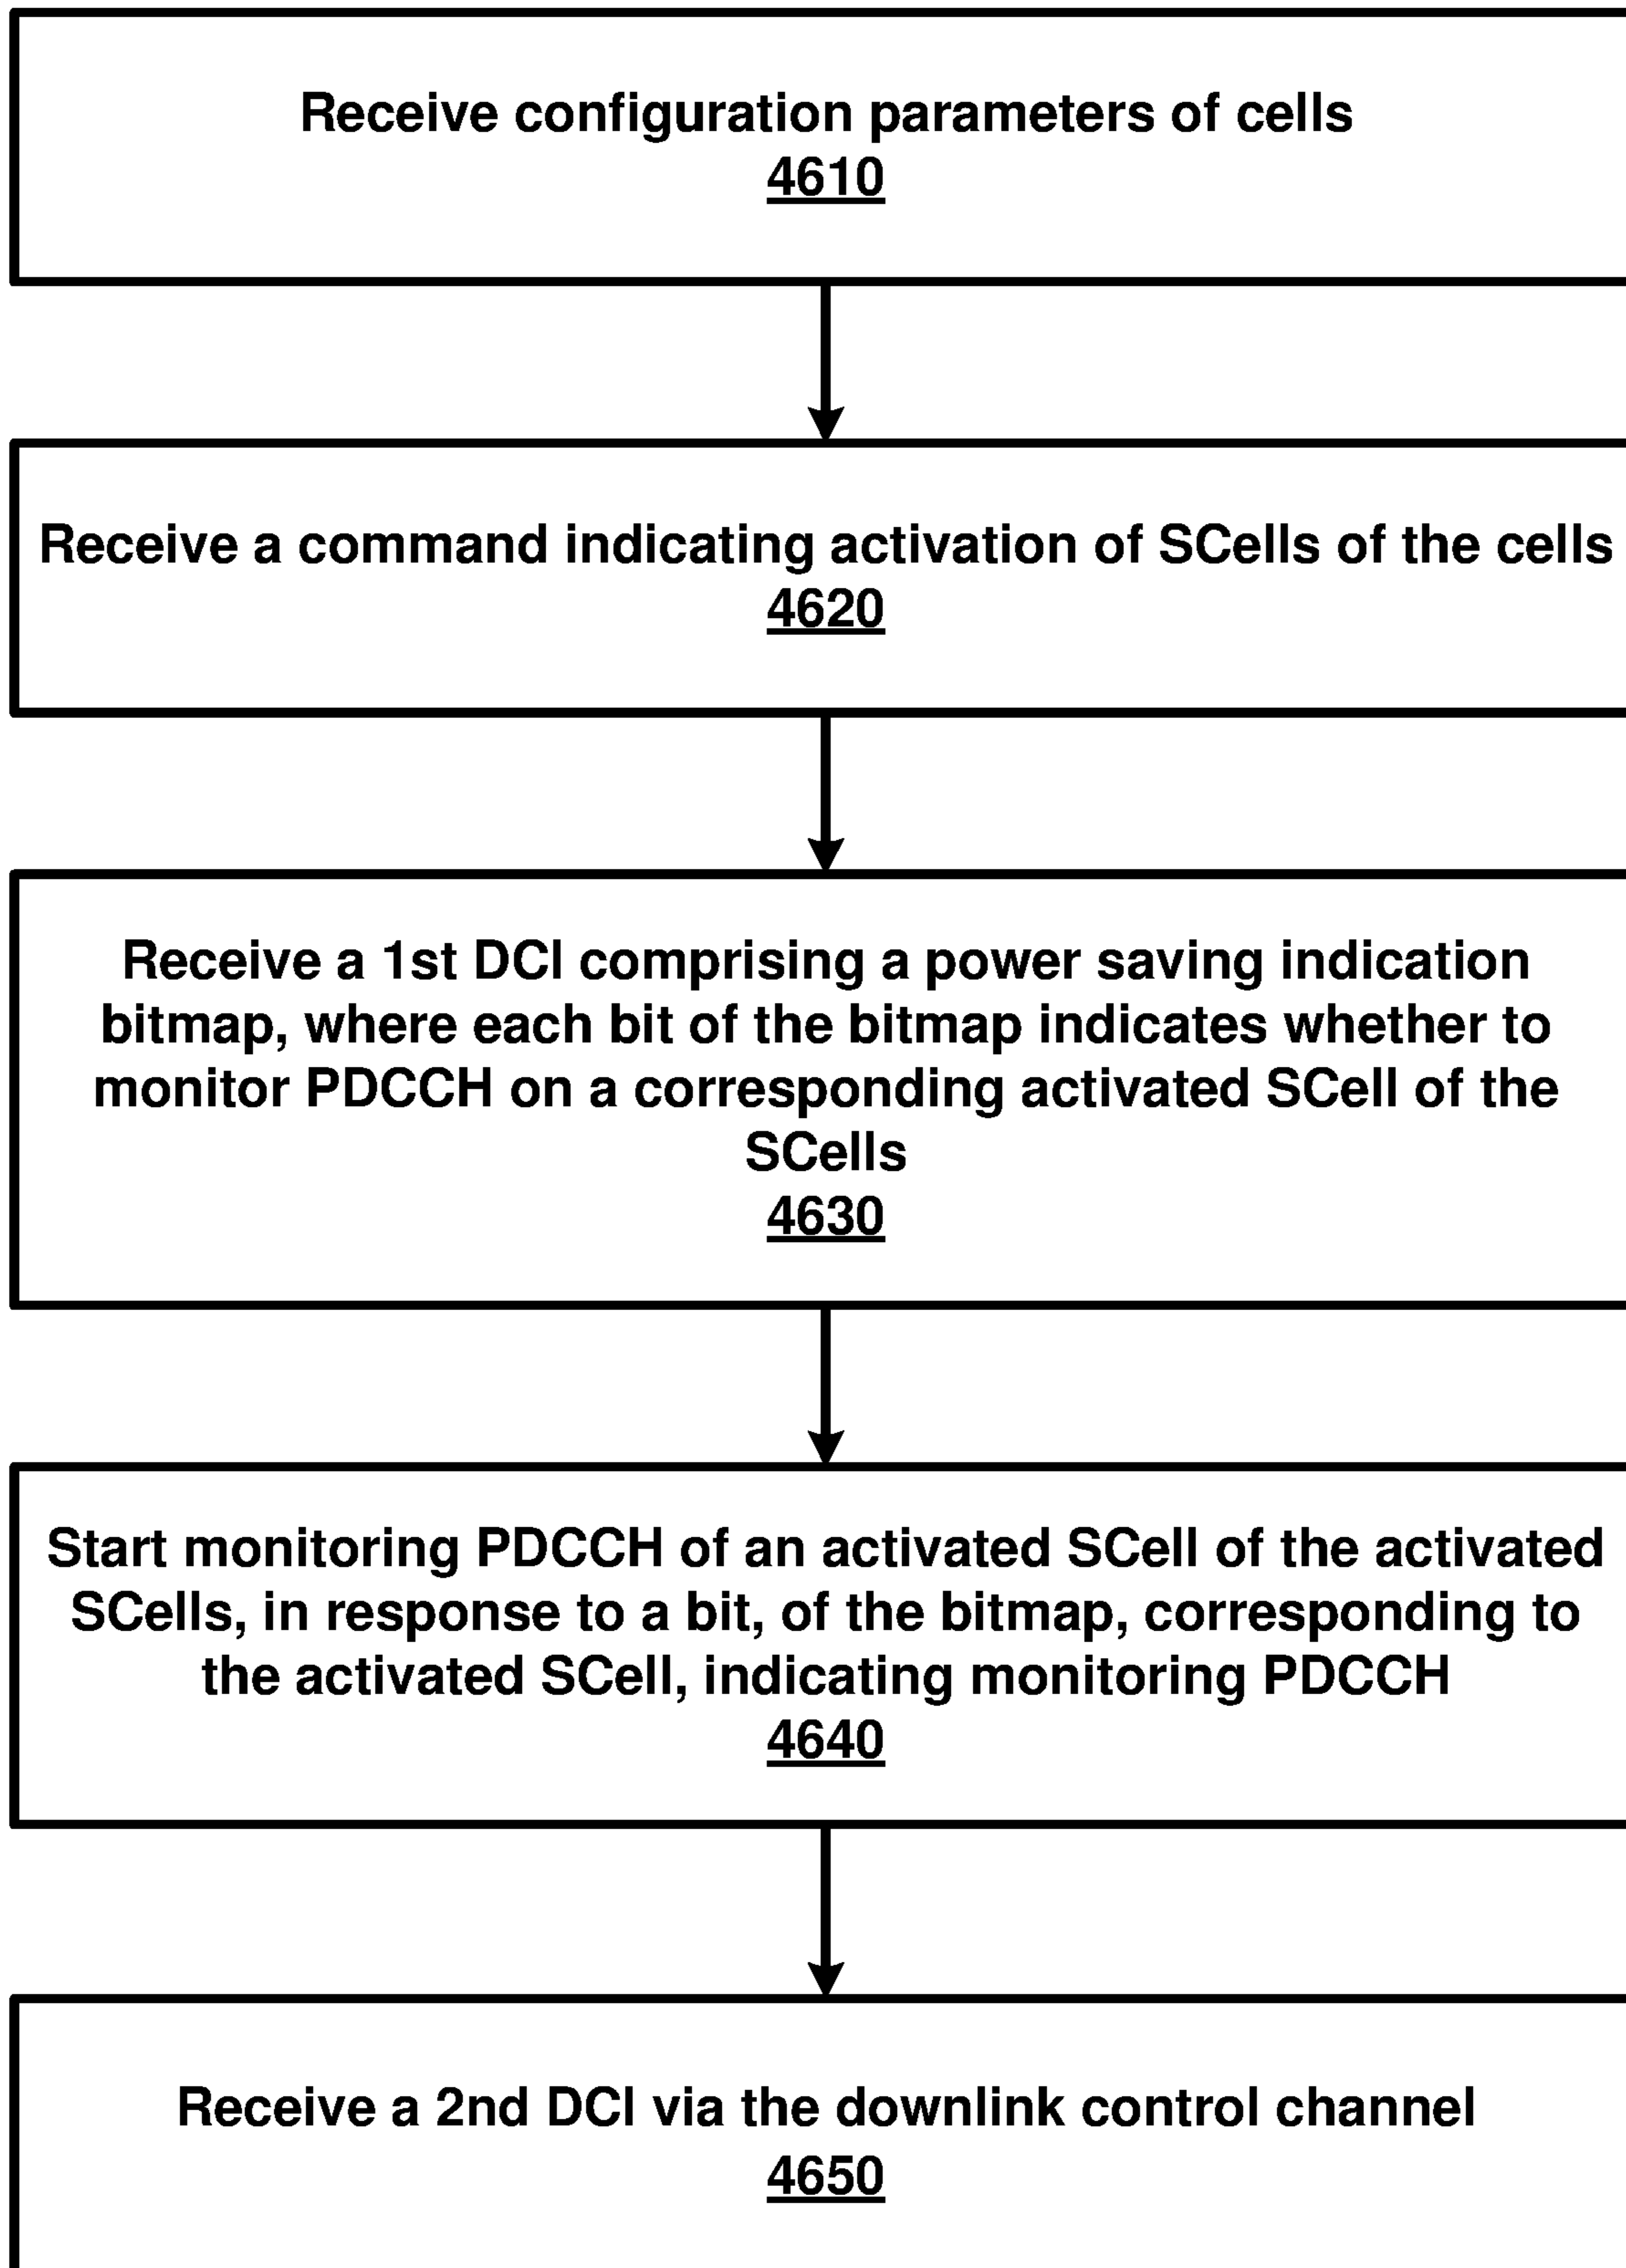 Receive configuration parameters of cells
4610
Receive a command indicating activation of SCells of the cells
4620
Receive a 1st DCI comprising a power saving indication
bitmap, where each bit of the bitmap indicates whether to
monitor PDCCH on a corresponding activated SCell of the
SCells
4630
Start monitoring PDCCH of an activated SCell of the activated
SCells, in response to a bit, of the bitmap, corresponding to
the activated SCell, indicating monitoring PDCCH
4640
Receive a 2nd DCI via the downlink control channel
4650